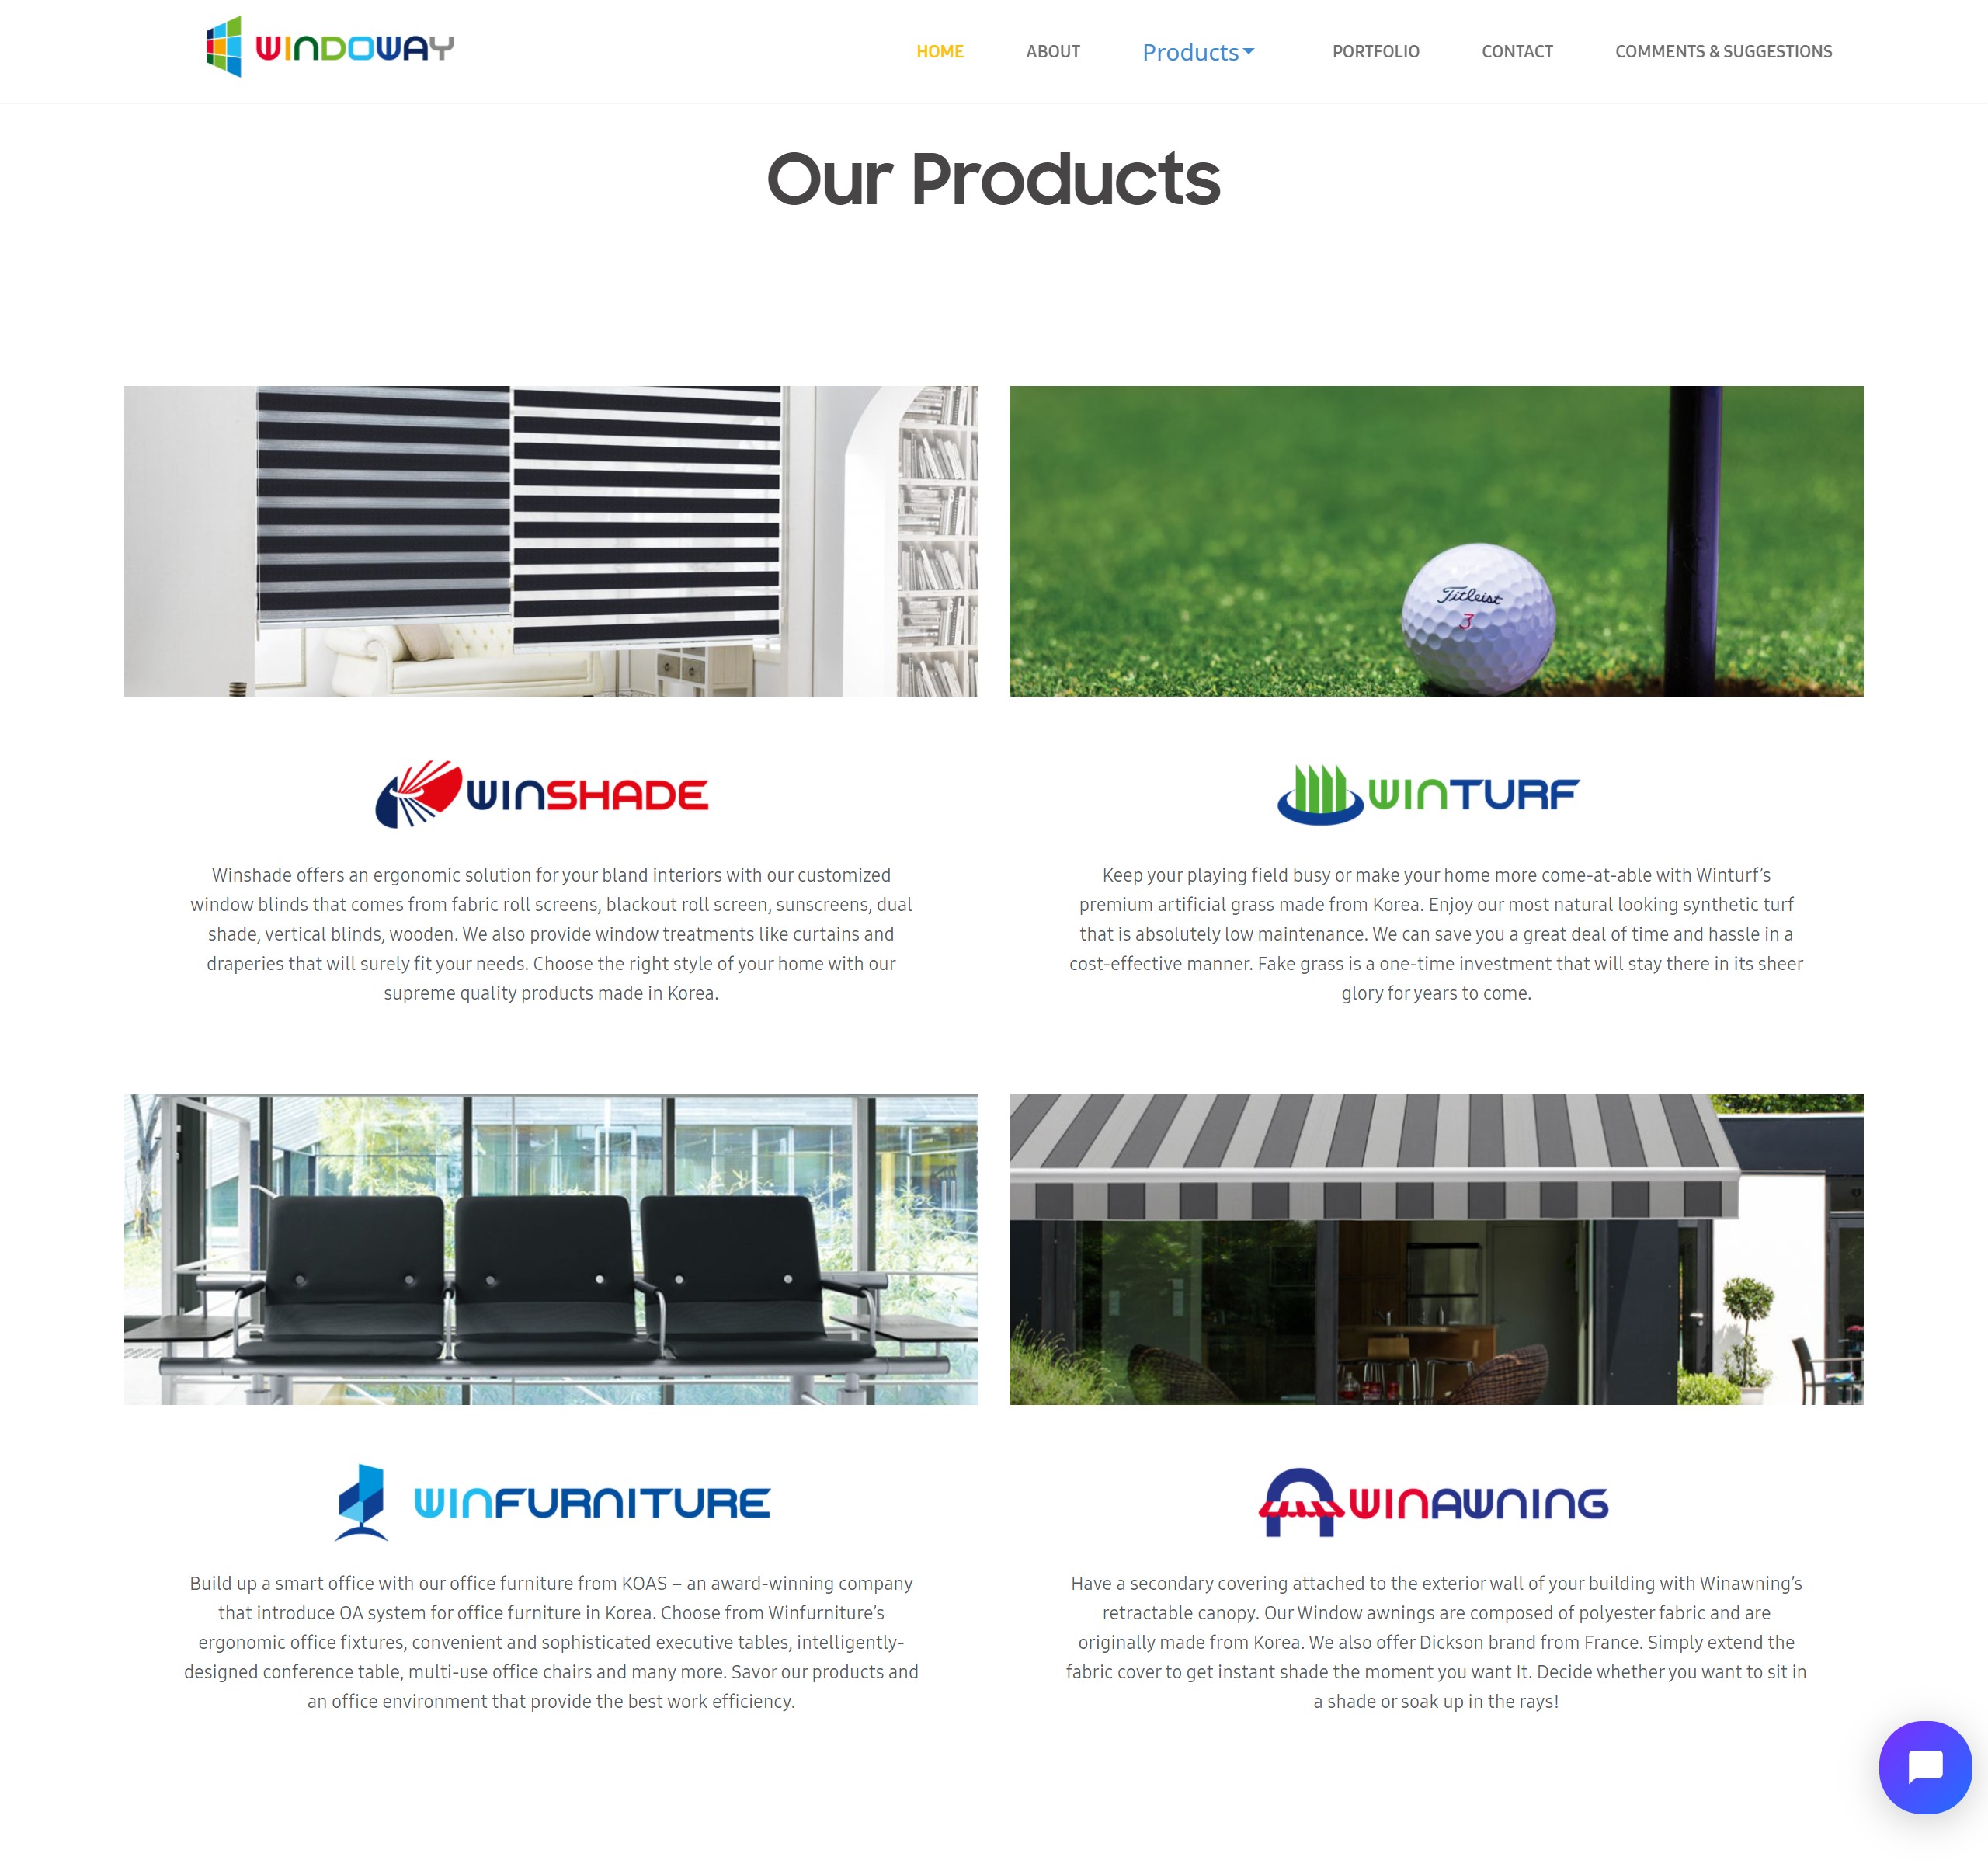 WINDOWAY
HOME
ABOUT
Products
PORTFOLIO
CONTACT
COMMENTS & SUGGESTIONS
Our Products
Titleist
3
WINSHADE
Winshade offers an ergonomic solution for your bland interiors with our customized
window blinds that comes from fabric roll screens, blackout roll screen, sunscreens, dual
shade, vertical blinds, wooden. We also provide window treatments like curtains and
draperies that will surely fit your needs. Choose the right style of your home with our
supreme quality products made in Korea.
WINTURF
Keep your playing field busy or make your home more come-at-able with Winturf’s
premium artificial grass made from Korea. Enjoy our most natural looking synthetic turf
that is absolutely low maintenance. We can save you a great deal of time and hassle in a
cost-effective manner. Fake grass is a one-time investment that will stay there in its sheer
glory for years to come.
WINFURNITURE
Build up a smart office with our office furniture from KOAS – an award-winning company
that introduce OA system for office furniture in Korea. Choose from Winfurniture’s
ergonomic office fixtures, convenient and sophisticated executive tables, intelligently-
designed conference table, multi-use office chairs and many more. Savor our products and
an office environment that provide the best work efficiency.
WINAWNING
Have a secondary covering attached to the exterior wall of your building with Winawning’s
retractable canopy. Our Window awnings are composed of polyester fabric and are
originally made from Korea. We also offer Dickson brand from France. Simply extend the
fabric cover to get instant shade the moment you want It. Decide whether you want to sit in
a shade or soak up in the rays!